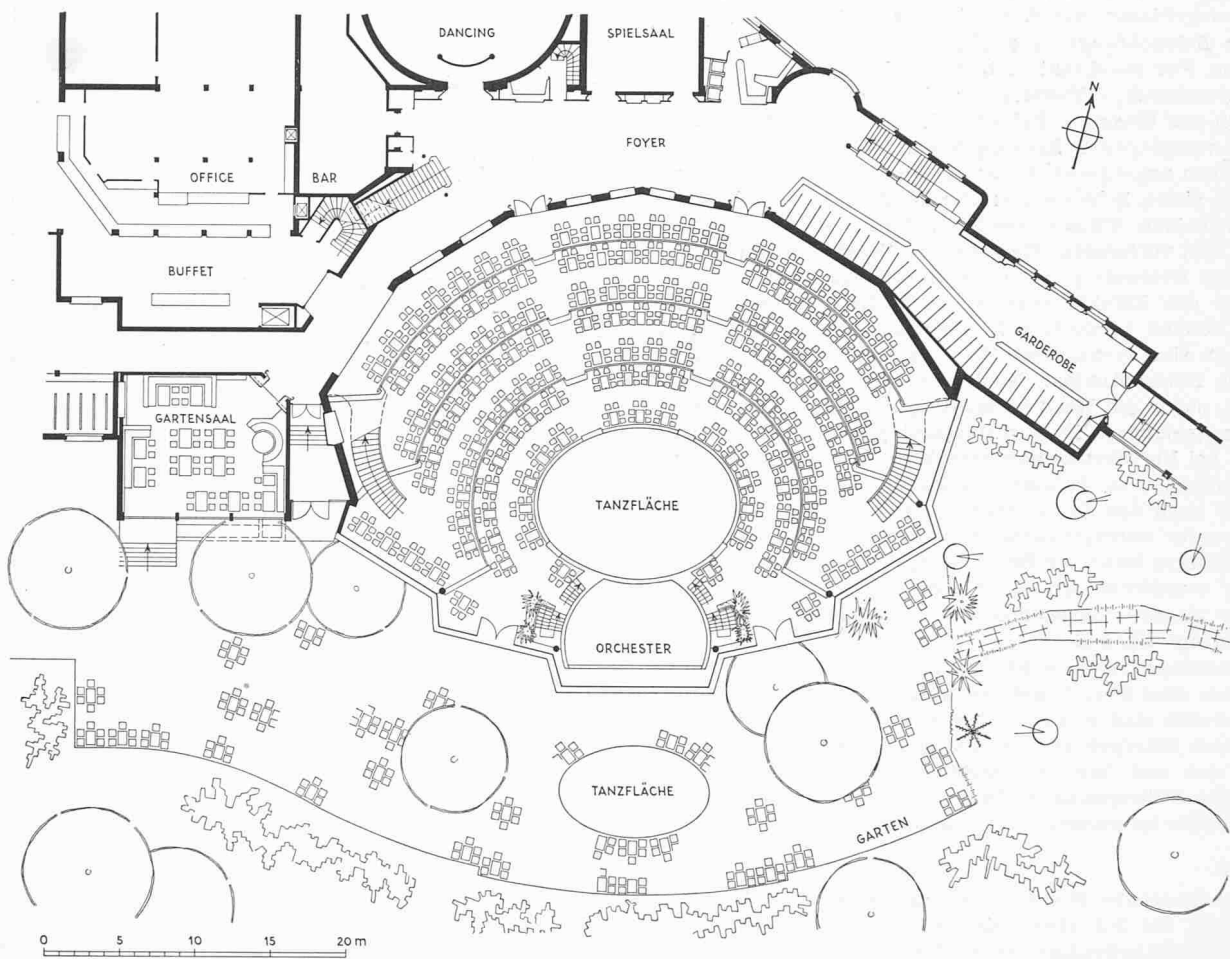 DANCING
SPIELSAAL
N
FOYER
OFFICE
BAR
BUFFET
GARDEROBE
GARTENSAAL
TANZFLÄCHE
ORCHESTER
TANZFLÄCHE
GARTEN
0 5 10 15 20 m